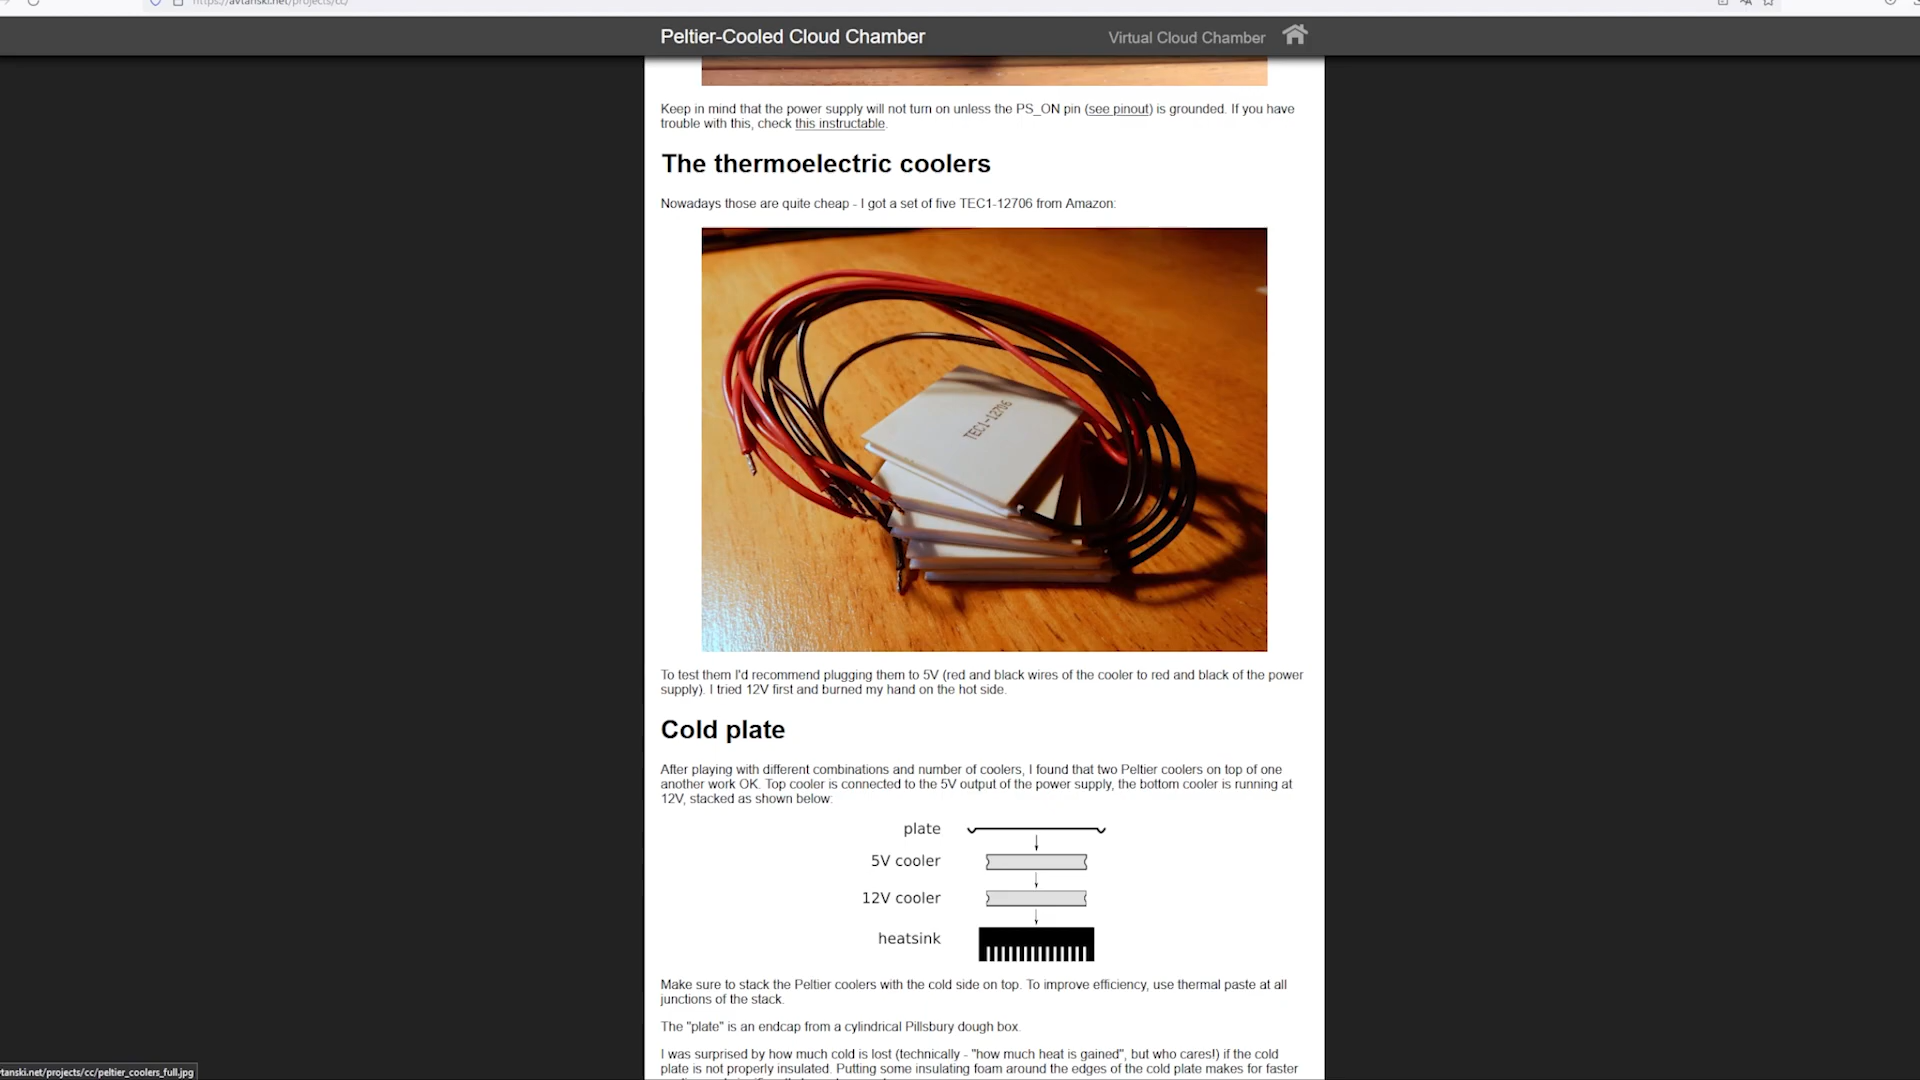 https://avtanski.net/projects/cc/
Peltier-Cooled Cloud Chamber
Virtual Cloud Chamber
Keep in mind that the power supply will not turn on unless the PS_ON pin (see pinout) is grounded. If you have
trouble with this, check this instructable.
The thermoelectric coolers
Nowadays those are quite cheap - I got a set of five TEC1-12706 from Amazon:
TEC1-12706
To test them I'd recommend plugging them to 5V (red and black wires of the cooler to red and black of the power
supply). I tried 12V first and burned my hand on the hot side.
Cold plate
After playing with different combinations and number of coolers, I found that two Peltier coolers on top of one
another work OK. Top cooler is connected to the 5V output of the power supply, the bottom cooler is running at
12V, stacked as shown below:
plate
5V cooler
12V cooler
heatsink
Make sure to stack the Peltier coolers with the cold side on top. To improve efficiency, use thermal paste at all
junctions of the stack.
The "plate" is an endcap from a cylindrical Pillsbury dough box.
I was surprised by how much cold is lost (technically - "how much heat is gained", but who cares!) if the cold
plate is not properly insulated. Putting some insulating foam around the edges of the cold plate makes for faster
tanski.net/projects/cc/peltier_coolers_full.jpg